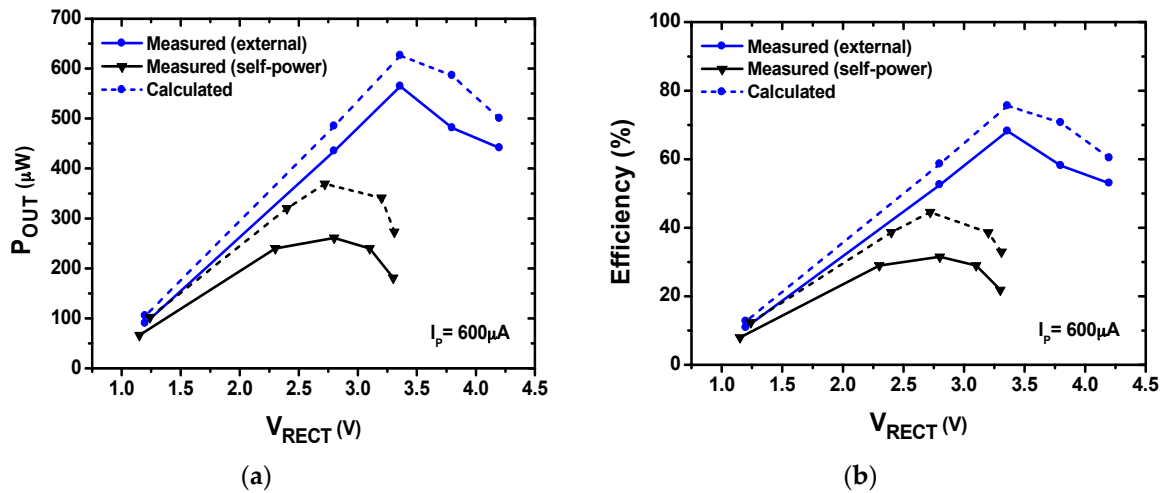 700
600
500
400
300
200
100
0
P_OUT (µW)
Measured (external)
Measured (self-power)
Calculated
I_P= 600µA
1.0 1.5 2.0 2.5 3.0 3.5 4.0 4.5
V_RECT (V)
(a)
100
80
60
40
20
0
Efficiency (%)
Measured (external)
Measured (self-power)
Calculated
I_P= 600µA
1.0 1.5 2.0 2.5 3.0 3.5 4.0 4.5
V_RECT (V)
(b)